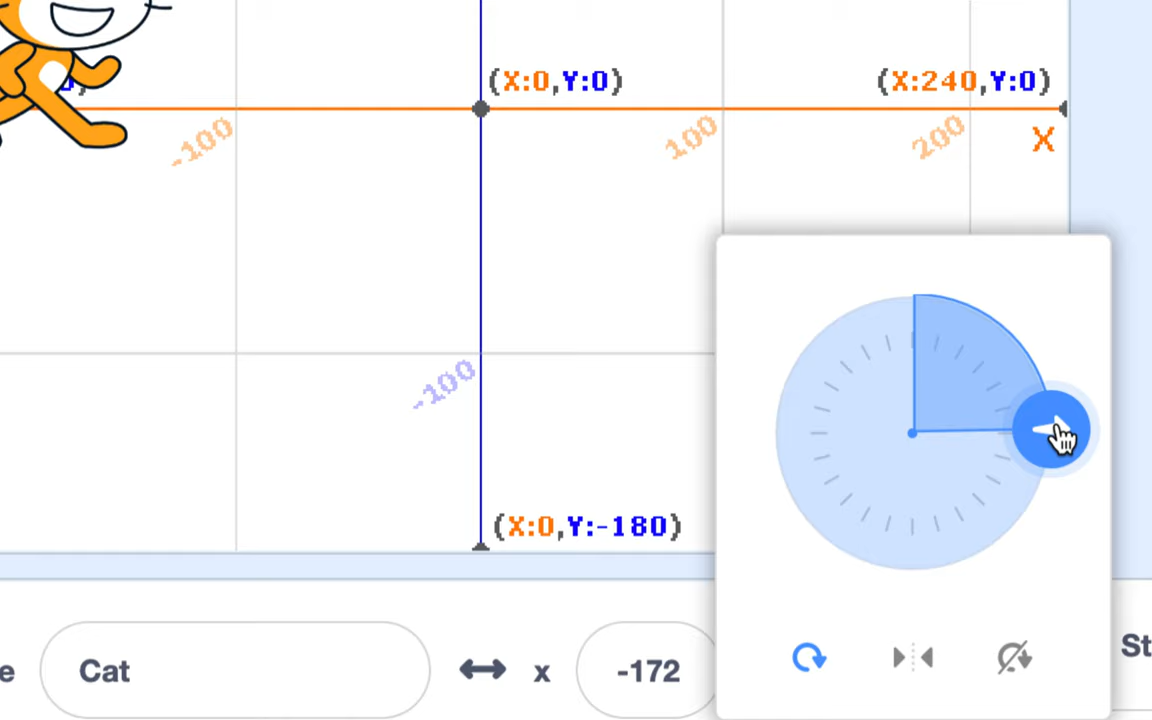 (X:0,Y:0)
(X:240,Y:0)
-100
100
200
X
-100
(X:0,Y:-180)
e
Cat
x
-172
St